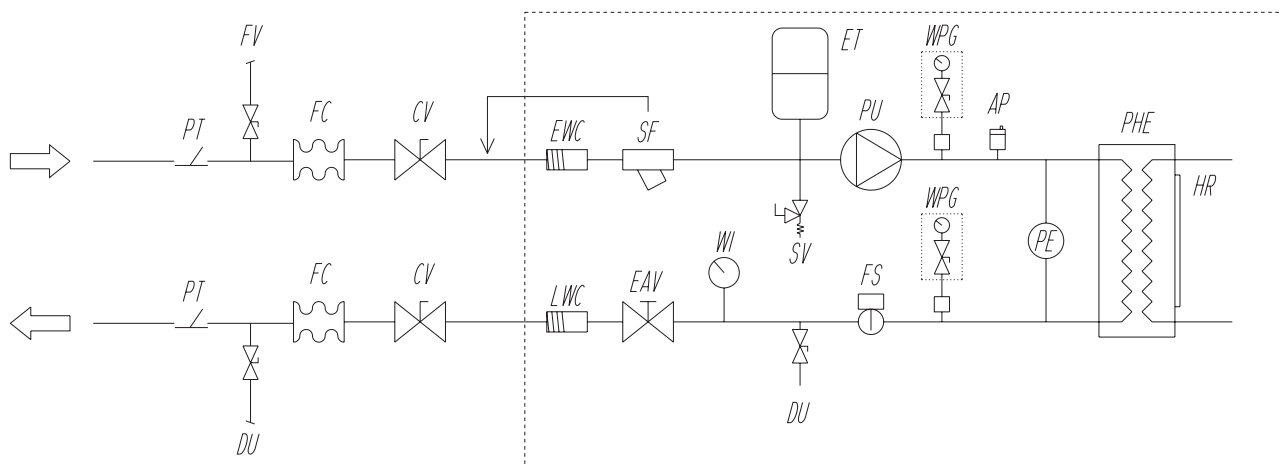 FV
ET
WPG
PT
FC
CV
EWC
SF
PU
AP
PHE
HR
WPG
PE
SV
WI
PT
FC
CV
LWC
EAV
FS
DU
DU